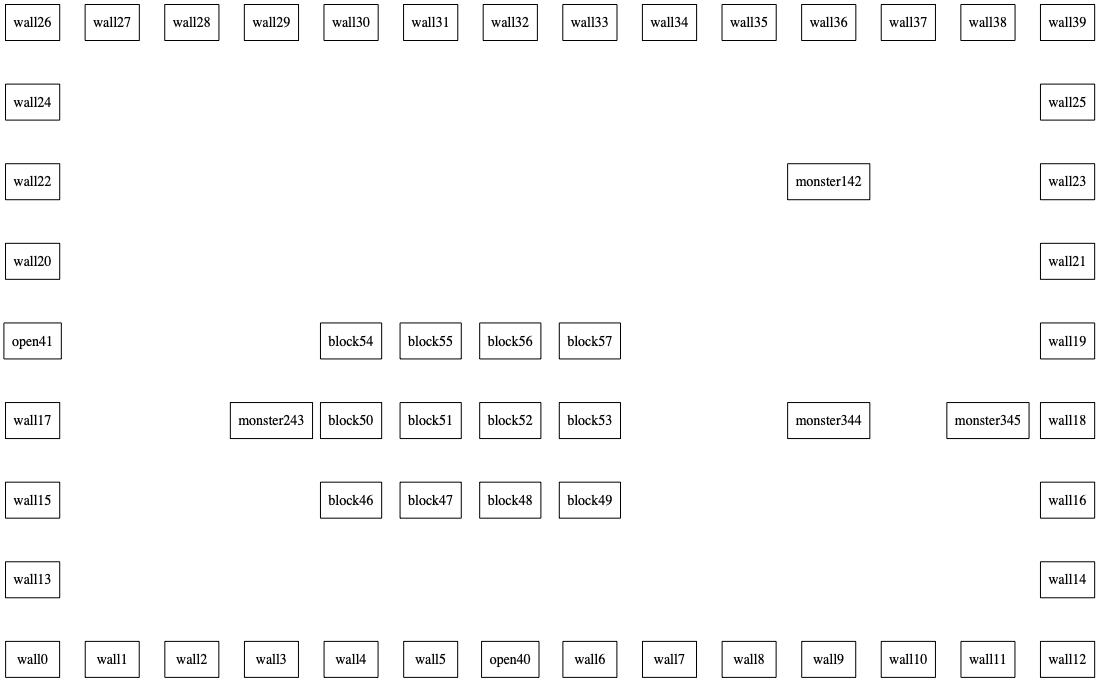 wall26 wall27 wall28 wall29 wall30 wall31 wall32 wall33 wall34 wall35 wall36 wall37 wall38 wall39
wall24 wall25
wall22 monster142 wall23
wall20 wall21
open41 block54 block55 block56 block57 wall19
wall17 monster243 block50 block51 block52 block53 monster344 monster345 wall18
wall15 block46 block47 block48 block49 wall16
wall13 wall14
wall0 wall1 wall2 wall3 wall4 wall5 open40 wall6 wall7 wall8 wall9 wall10 wall11 wall12